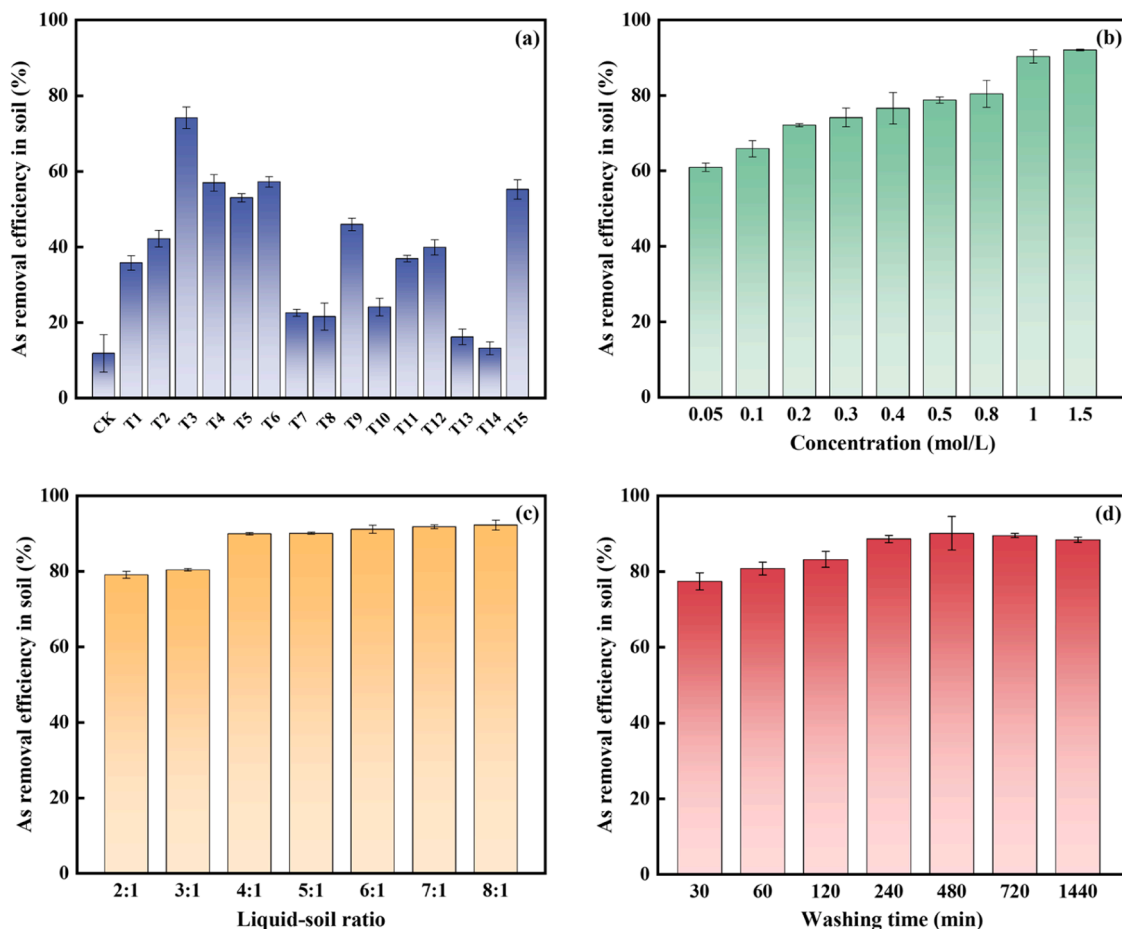 As removal efficiency in soil (%)
100
80
60
40
20
0
(a)
CK T1 T2 T3 T4 T5 T6 T7 T8 T9 T10 T11 T12 T13 T14 T15
As removal efficiency in soil (%)
100
80
60
40
20
0
(b)
0.05 0.1 0.2 0.3 0.4 0.5 0.8 1 1.5
Concentration (mol/L)
As removal efficiency in soil (%)
100
80
60
40
20
0
(c)
2:1 3:1 4:1 5:1 6:1 7:1 8:1
Liquid-soil ratio
As removal efficiency in soil (%)
100
80
60
40
20
0
(d)
30 60 120 240 480 720 1440
Washing time (min)